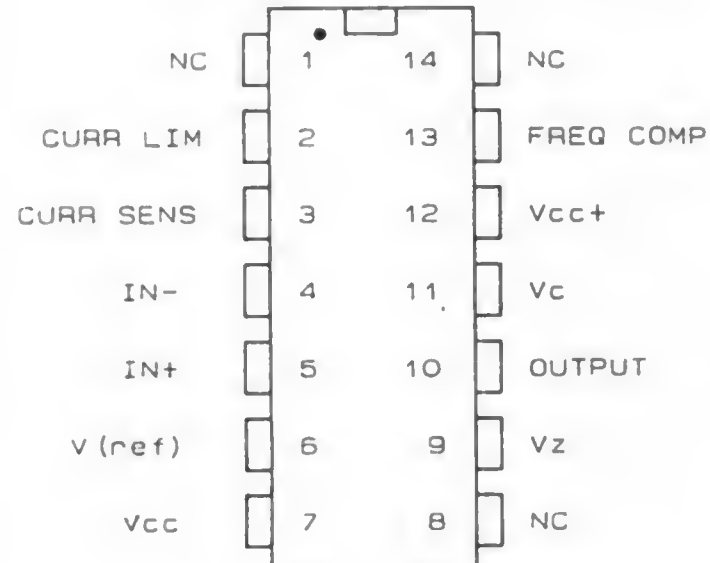 NC 1 14 NC
CURR LIM 2 13 FREQ COMP
CURR SENS 3 12 Vcc+
IN- 4 11 Vc
IN+ 5 10 OUTPUT
V(ref) 6 9 Vz
Vcc 7 8 NC